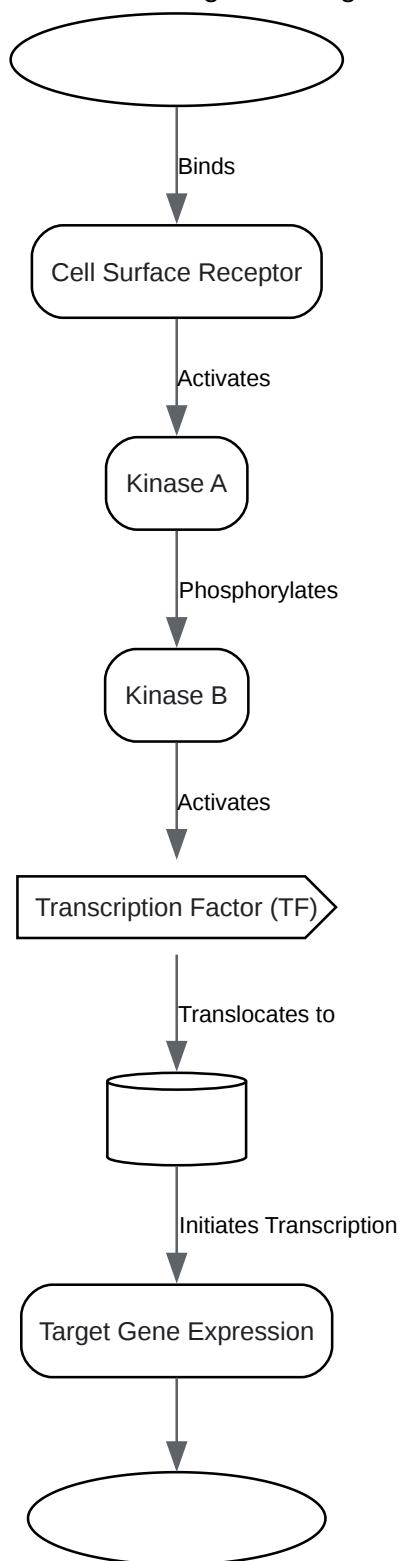 Binds
Cell Surface Receptor
Activates
Kinase A
Phosphorylates
Kinase B
Activates
Transcription Factor (TF)
Translocates to
Initiates Transcription
Target Gene Expression